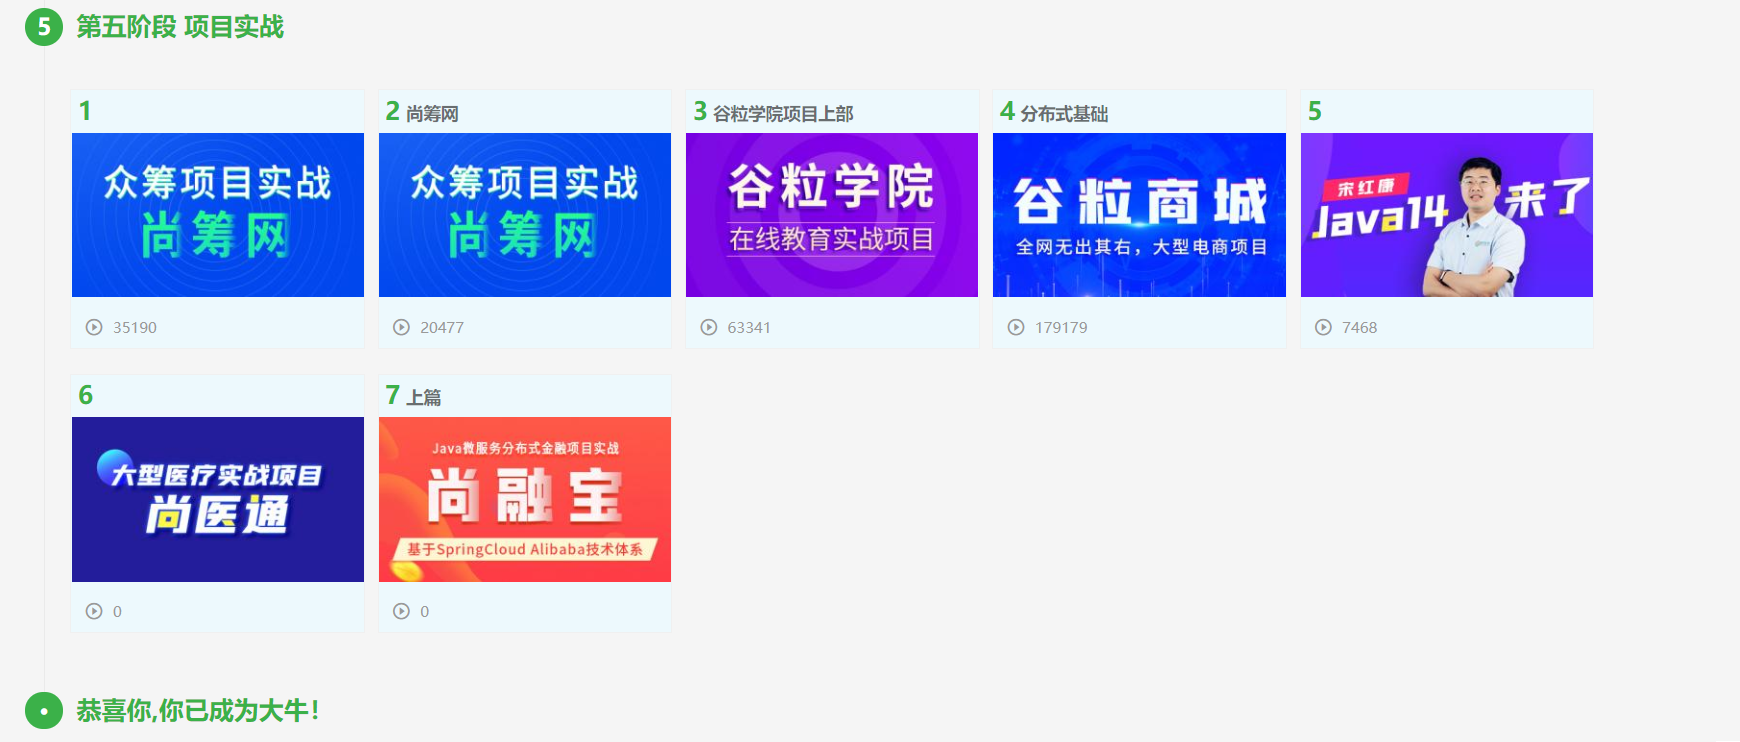 5 第五阶段 项目实战
1
众筹项目实战
尚筹网
35190
2 尚筹网
众筹项目实战
尚筹网
20477
3 谷粒学院项目上部
谷粒学院
在线教育实战项目
63341
4 分布式基础
谷粒商城
全网无出其右，大型电商项目
179179
5
宋红康
Java14来了
7468
6
大型医疗实战项目
尚医通
0
7 上篇
Java微服务分布式金融项目实战
尚融宝
基于SpringCloud Alibaba技术体系
0
恭喜你,你已成为大牛！